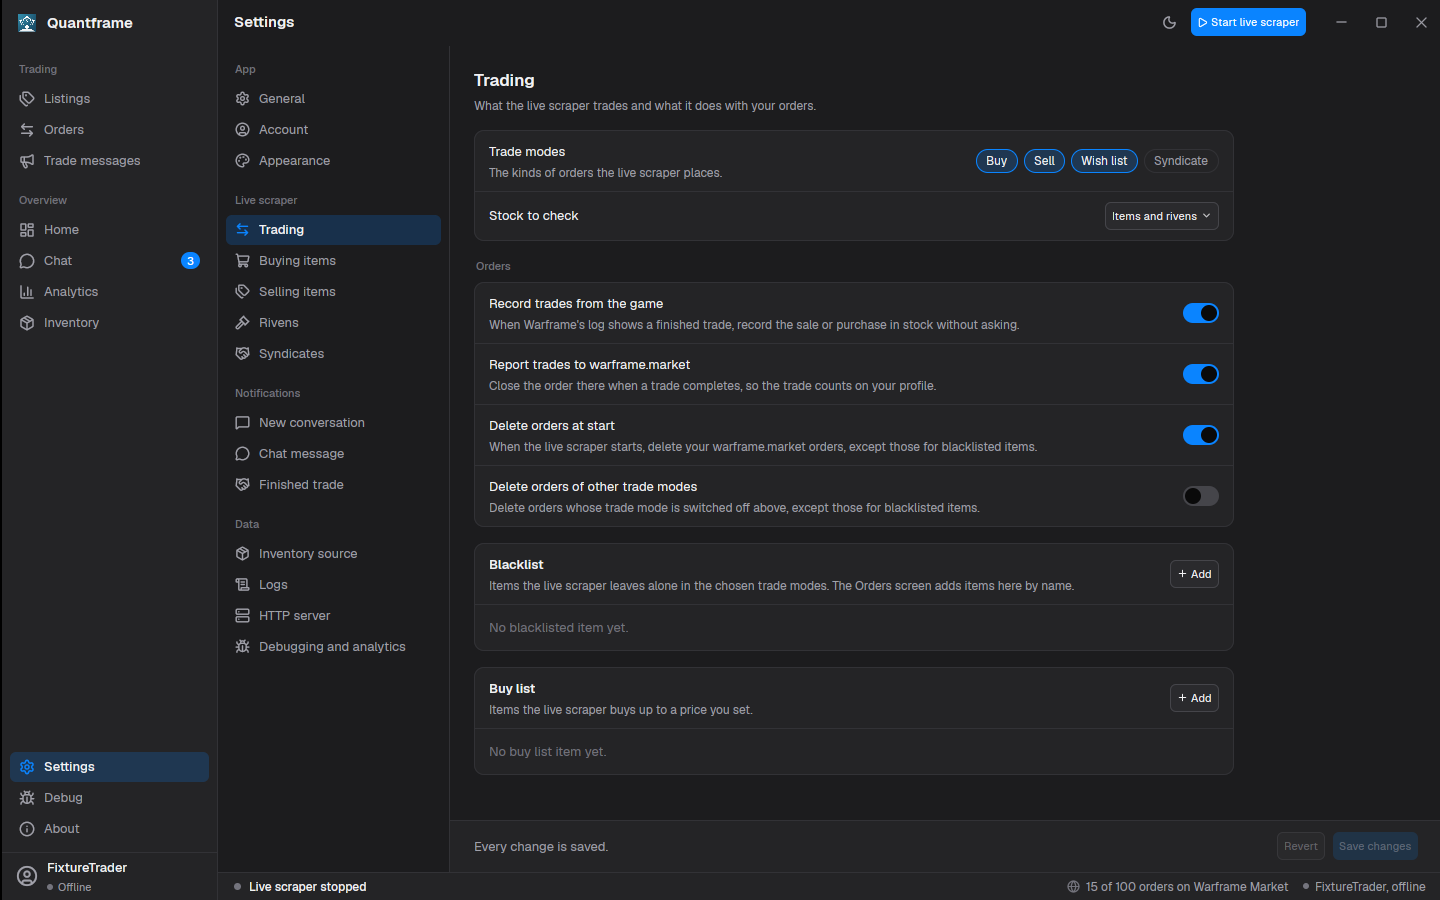 Quantframe
Settings
Start live scraper
Trading
Listings
Orders
Trade messages
Overview
Home
Chat
3
Analytics
Inventory
Settings
Debug
About
FixtureTrader
Offline
App
General
Account
Appearance
Live scraper
Trading
Buying items
Selling items
Rivens
Syndicates
Notifications
New conversation
Chat message
Finished trade
Data
Inventory source
Logs
HTTP server
Debugging and analytics
Trading
What the live scraper trades and what it does with your orders.
Trade modes
The kinds of orders the live scraper places.
Buy
Sell
Wish list
Syndicate
Stock to check
Items and rivens
Orders
Record trades from the game
When Warframe's log shows a finished trade, record the sale or purchase in stock without asking.
Report trades to warframe.market
Close the order there when a trade completes, so the trade counts on your profile.
Delete orders at start
When the live scraper starts, delete your warframe.market orders, except those for blacklisted items.
Delete orders of other trade modes
Delete orders whose trade mode is switched off above, except those for blacklisted items.
Blacklist
Items the live scraper leaves alone in the chosen trade modes. The Orders screen adds items here by name.
+ Add
No blacklisted item yet.
Buy list
Items the live scraper buys up to a price you set.
+ Add
No buy list item yet.
Every change is saved.
Revert
Save changes
Live scraper stopped
15 of 100 orders on Warframe Market
FixtureTrader, offline